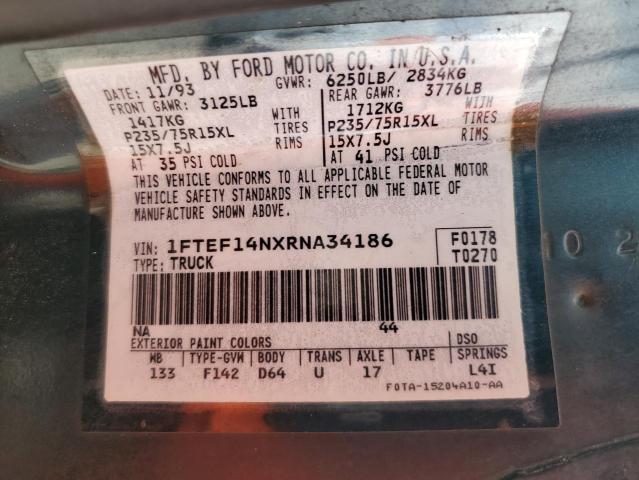 MFD. BY FORD MOTOR CO. IN U.S.A.
DATE: 11/93 GVWR: 6250LB/ 2834KG
FRONT GAWR: 3125LB REAR GAWR: 3776LB
1417KG WITH 1712KG WITH
P235/75R15XL TIRES P235/75R15XL TIRES
15X7.5J RIMS 15X7.5J RIMS
AT 35 PSI COLD AT 41 PSI COLD
THIS VEHICLE CONFORMS TO ALL APPLICABLE FEDERAL MOTOR
VEHICLE SAFETY STANDARDS IN EFFECT ON THE DATE OF
MANUFACTURE SHOWN ABOVE.
VIN: 1FTEF14NXRNA34186 F0178
TYPE: TRUCK T0270
NA 44
EXTERIOR PAINT COLORS DSO
WB TYPE-GVW BODY TRANS AXLE TAPE SPRINGS
133 F142 D64 U 17 L4I
F0TA-15204A10-AA
10 2